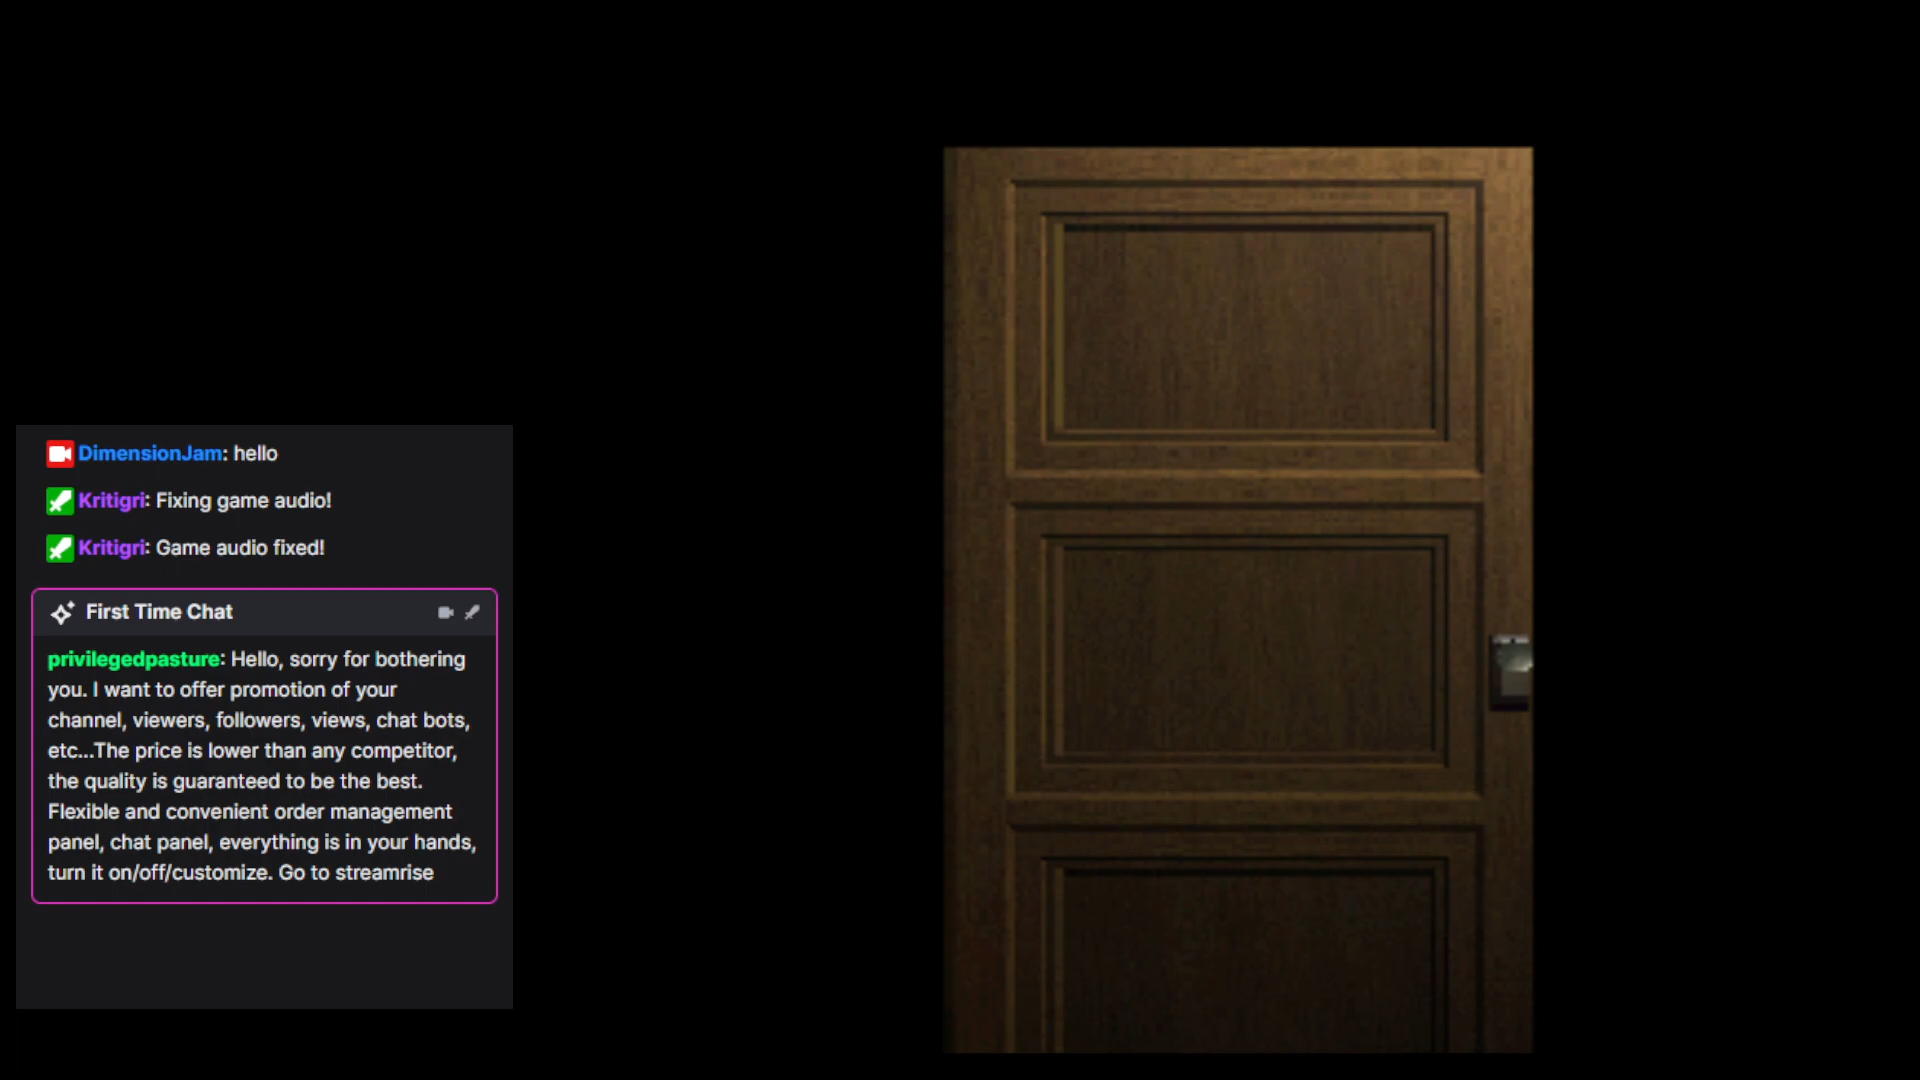 DimensionJam: hello
Kritigri: Fixing game audio!
Kritigri: Game audio fixed!
First Time Chat
privilegedpasture: Hello, sorry for bothering
you. I want to offer promotion of your
channel, viewers, followers, views, chat bots,
etc...The price is lower than any competitor,
the quality is guaranteed to be the best.
Flexible and convenient order management
panel, chat panel, everything is in your hands,
turn it on/off/customize. Go to streamrise